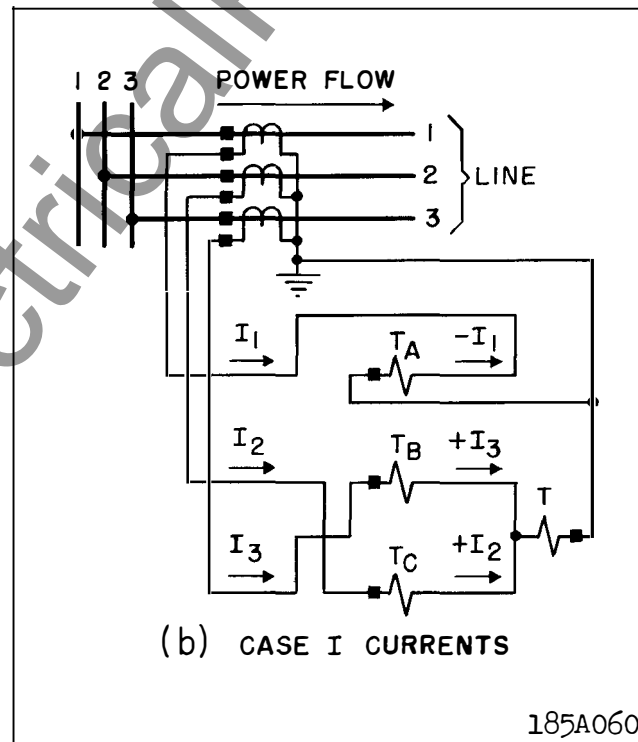 ctrical
1 2 3 POWER FLOW
1
2 LINE
3
I1 TA -I1
I2 TB +I3
T
I3 TC +I2
(b) CASE I CURRENTS
185A060